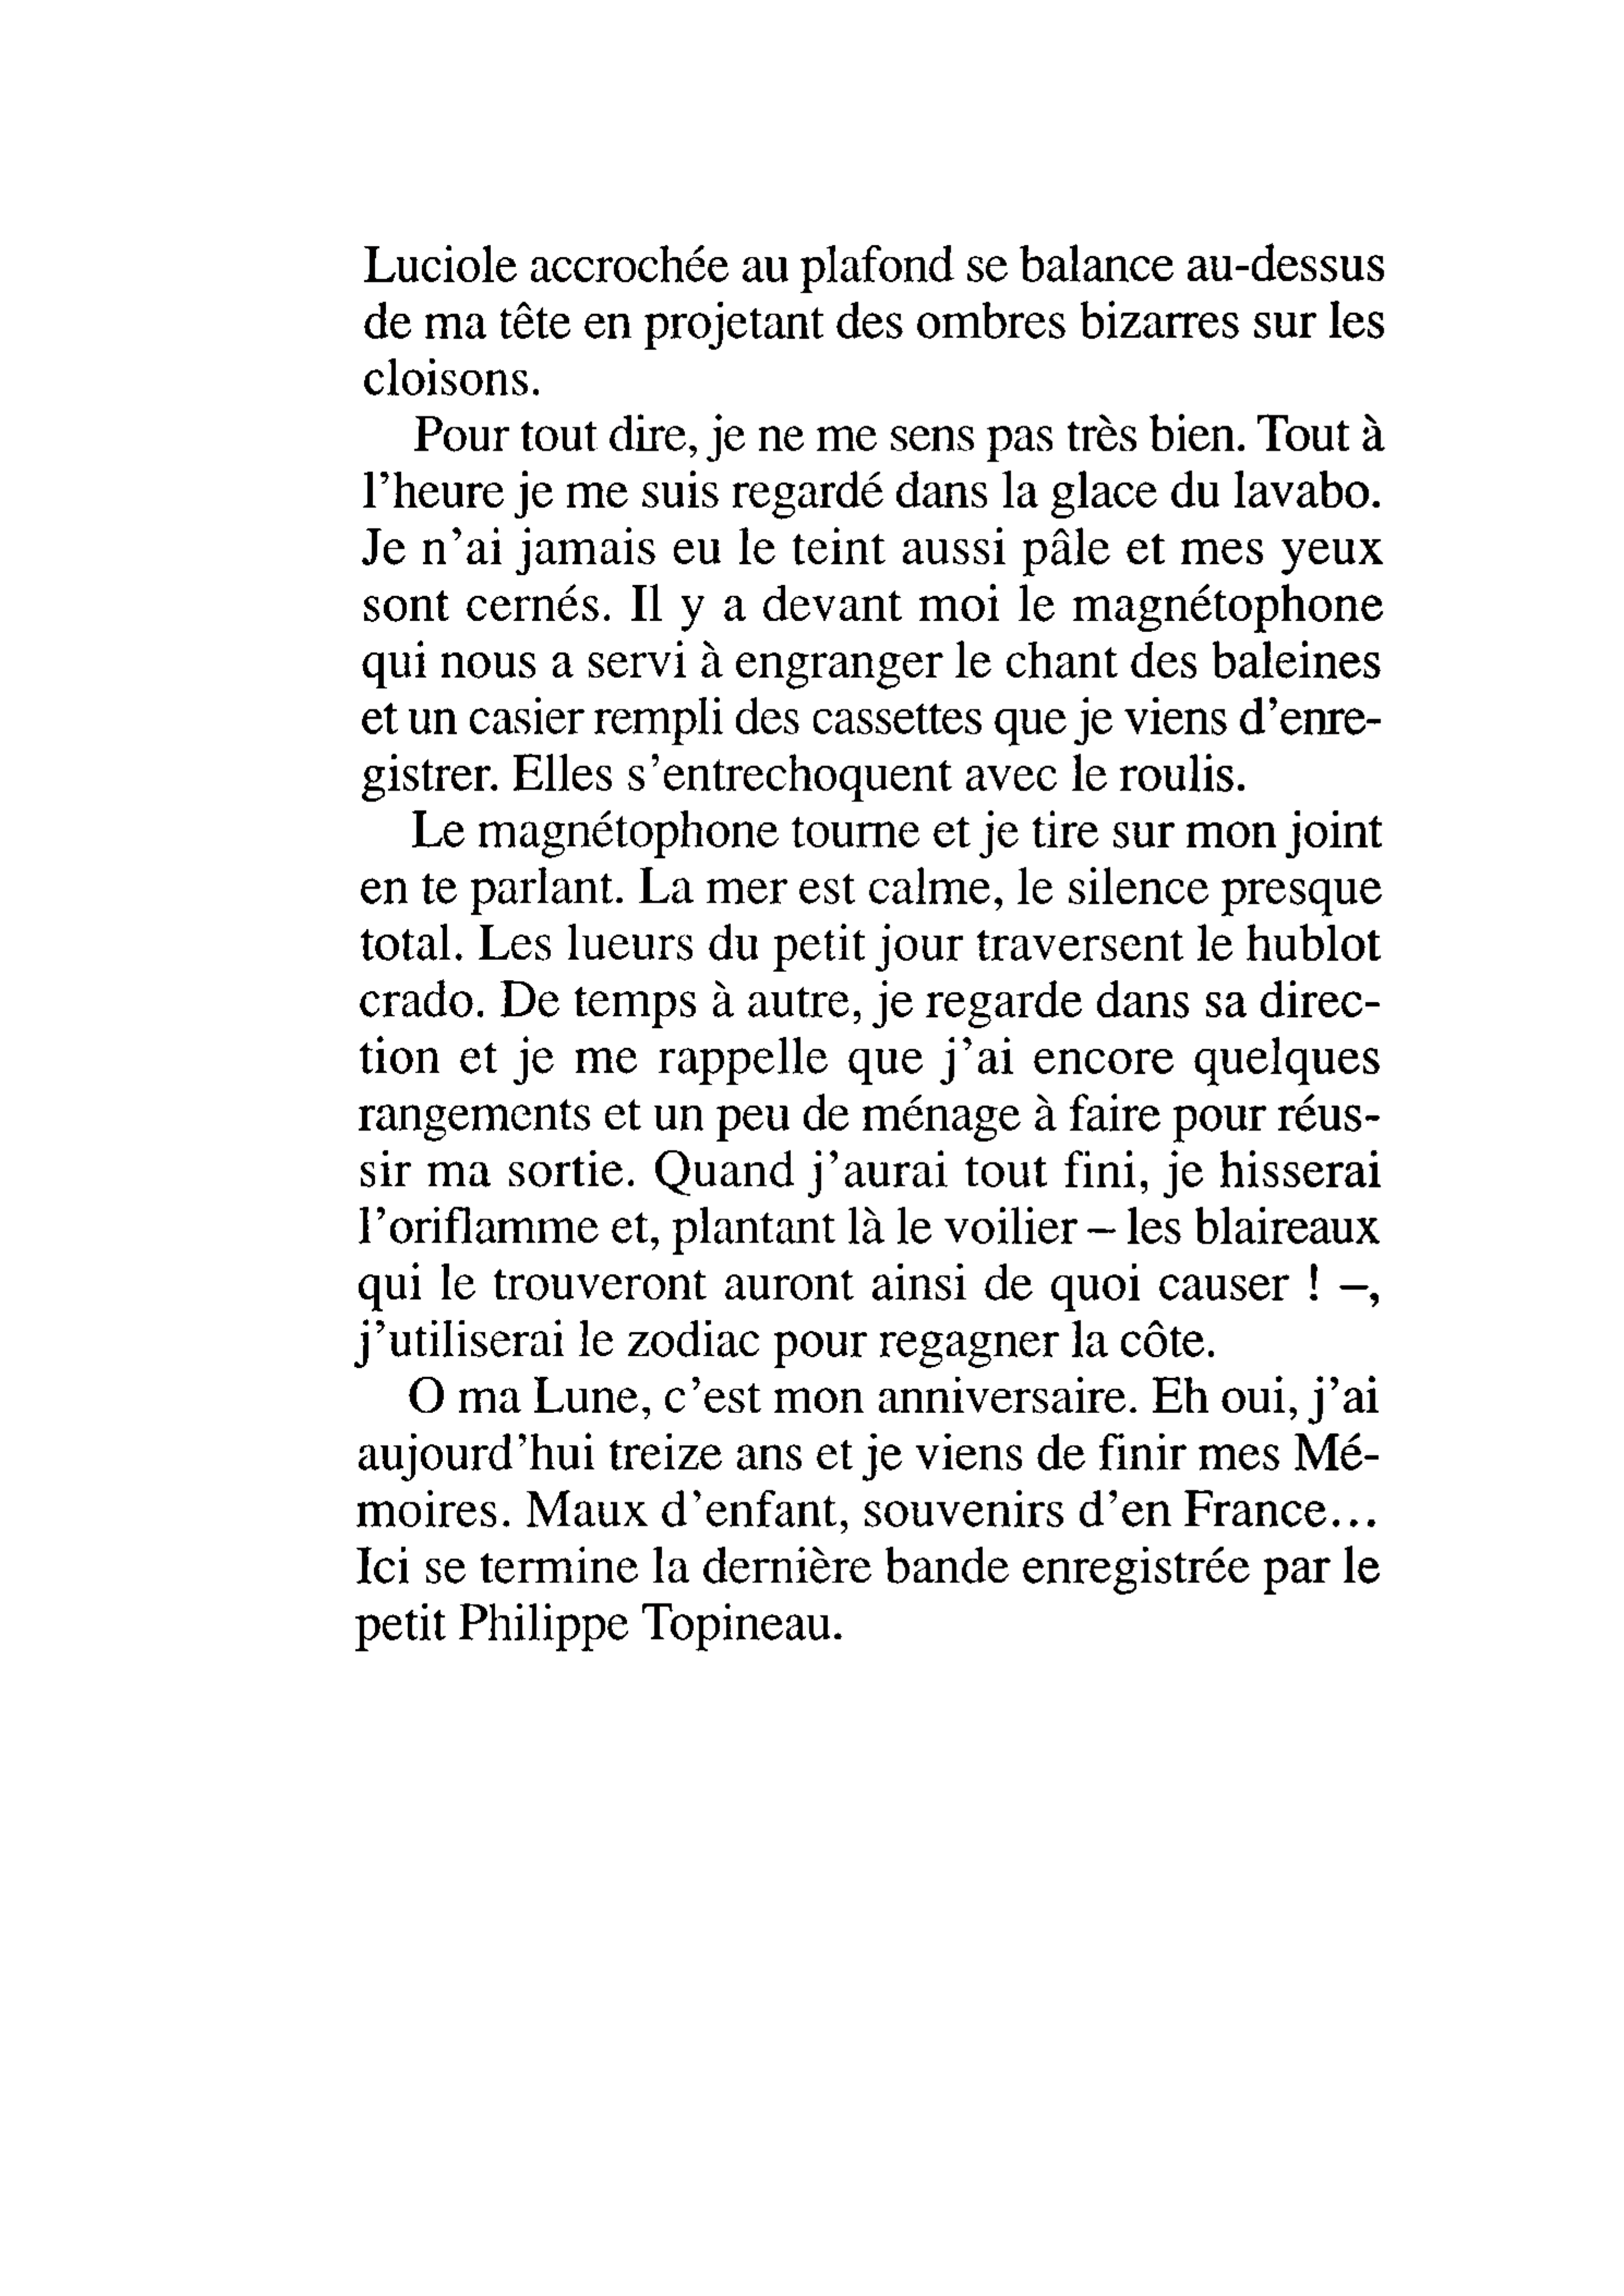 Luciole accrochée au plafond se balance au-dessus
de ma tête en projetant des ombres bizarres sur les
cloisons.
Pour tout dire, je ne me sens pas très bien. Tout à
l'heure je me suis regardé dans la glace du lavabo.
Je n'ai jamais eu le teint aussi pâle et mes yeux
sont cernés. Il y a devant moi le magnétophone
qui nous a servi à engranger le chant des baleines
et un casier rempli des cassettes que je viens d'enre-
gistrer. Elles s'entrechoquent avec le roulis.
Le magnétophone tourne et je tire sur mon joint
en te parlant. La mer est calme, le silence presque
total. Les lueurs du petit jour traversent le hublot
crado. De temps à autre, je regarde dans sa direc-
tion et je me rappelle que j'ai encore quelques
rangements et un peu de ménage à faire pour réus-
sir ma sortie. Quand j'aurai tout fini, je hisserai
l'oriflamme et, plantant là le voilier – les blaireaux
qui le trouveront auront ainsi de quoi causer ! –,
j'utiliserai le zodiac pour regagner la côte.
O ma Lune, c'est mon anniversaire. Eh oui, j'ai
aujourd'hui treize ans et je viens de finir mes Mé-
moires. Maux d'enfant, souvenirs d'en France...
Ici se termine la dernière bande enregistrée par le
petit Philippe Topineau.